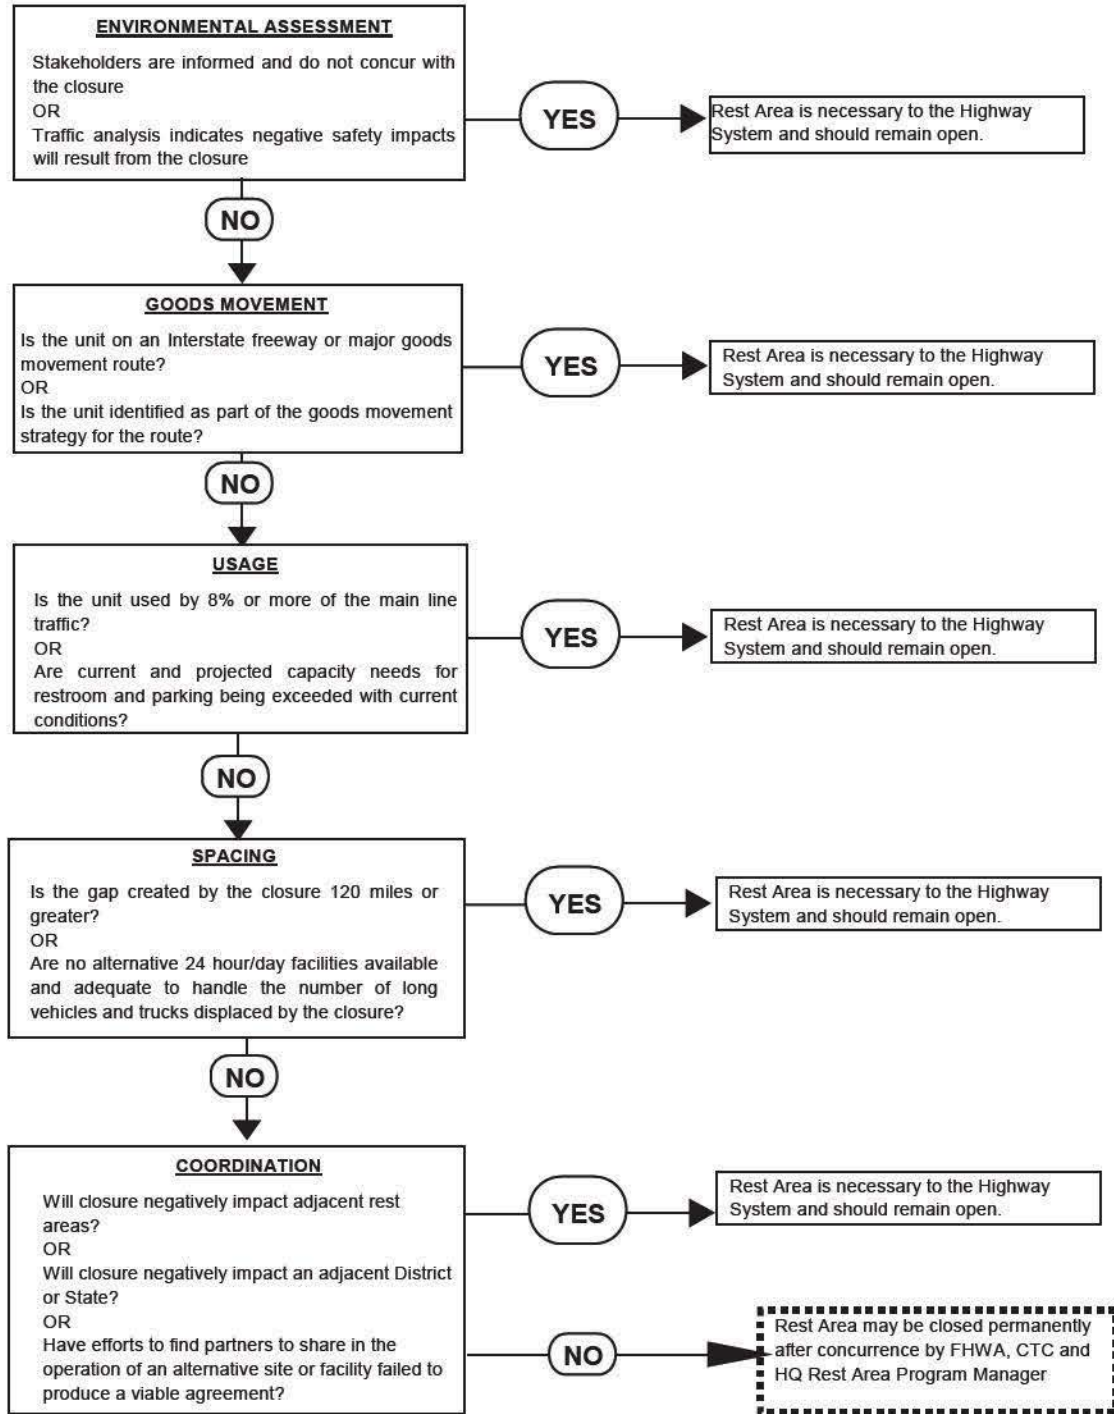 ENVIRONMENTAL ASSESSMENT
Stakeholders are informed and do not concur with
the closure
OR
Traffic analysis indicates negative safety impacts
will result from the closure
YES
Rest Area is necessary to the Highway
System and should remain open.
NO
GOODS MOVEMENT
Is the unit on an Interstate freeway or major goods
movement route?
OR
Is the unit identified as part of the goods movement
strategy for the route?
YES
Rest Area is necessary to the Highway
System and should remain open.
NO
USAGE
Is the unit used by 8% or more of the main line
traffic?
OR
Are current and projected capacity needs for
restroom and parking being exceeded with current
conditions?
YES
Rest Area is necessary to the Highway
System and should remain open.
NO
SPACING
Is the gap created by the closure 120 miles or
greater?
OR
Are no alternative 24 hour/day facilities available
and adequate to handle the number of long
vehicles and trucks displaced by the closure?
YES
Rest Area is necessary to the Highway
System and should remain open.
NO
COORDINATION
Will closure negatively impact adjacent rest
areas?
OR
Will closure negatively impact an adjacent District
or State?
OR
Have efforts to find partners to share in the
operation of an alternative site or facility failed to
produce a viable agreement?
YES
Rest Area is necessary to the Highway
System and should remain open.
NO
Rest Area may be closed permanently
after concurrence by FHWA, CTC and
HQ Rest Area Program Manager